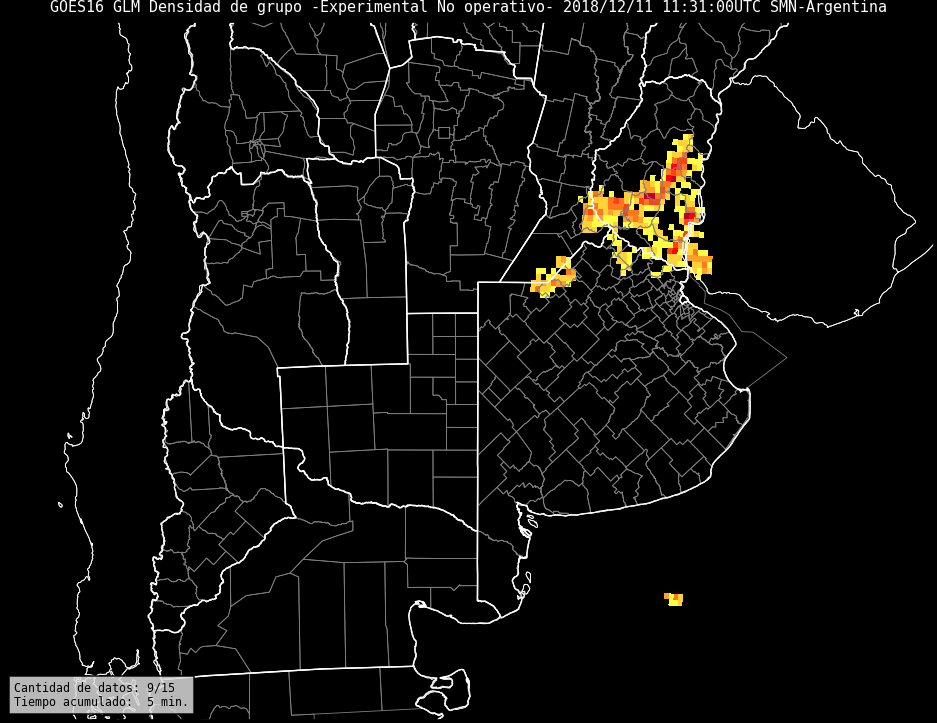 GOES16 GLM Densidad de grupo -Experimental No operativo- 2018/12/11 11:31:00UTC SMN-Argentina
Cantidad de datos: 9/15
Tiempo acumulado:  5 min.